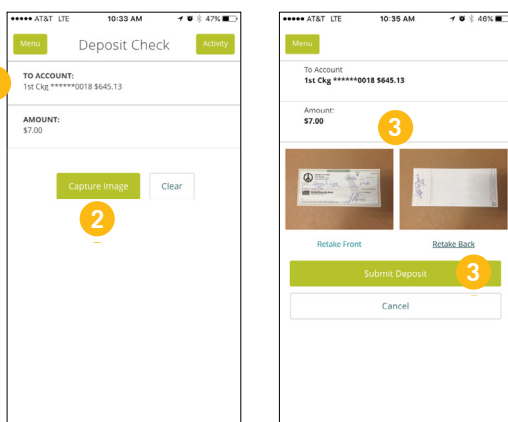 AT&T LTE 10:33 AM 47%
Menu Deposit Check Activity
TO ACCOUNT:
1st Ckg ******0018 $645.13
AMOUNT:
$7.00
Capture Image Clear
2
AT&T LTE 10:35 AM 46%
Menu
To Account
1st Ckg ******0018 $645.13
Amount:
$7.00
3
Retake Front Retake Back
Submit Deposit 3
Cancel